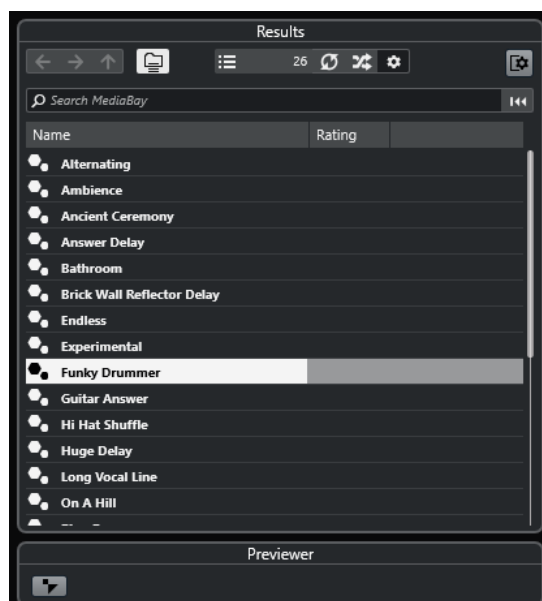 Results
26
Search MediaBay
Name Rating
Alternating
Ambience
Ancient Ceremony
Answer Delay
Bathroom
Brick Wall Reflector Delay
Endless
Experimental
Funky Drummer
Guitar Answer
Hi Hat Shuffle
Huge Delay
Long Vocal Line
On A Hill
Previewer